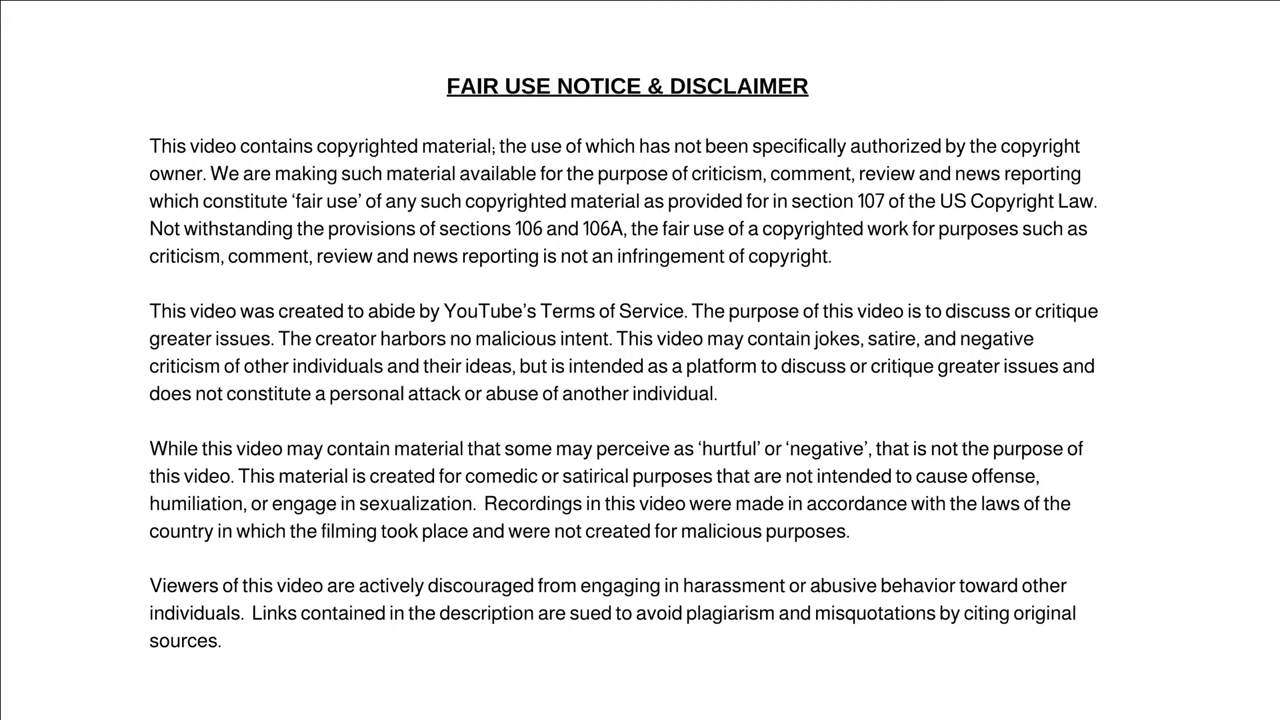 FAIR USE NOTICE & DISCLAIMER
This video contains copyrighted material; the use of which has not been specifically authorized by the copyright
owner. We are making such material available for the purpose of criticism, comment, review and news reporting
which constitute ‘fair use’ of any such copyrighted material as provided for in section 107 of the US Copyright Law.
Not withstanding the provisions of sections 106 and 106A, the fair use of a copyrighted work for purposes such as
criticism, comment, review and news reporting is not an infringement of copyright.
This video was created to abide by YouTube’s Terms of Service. The purpose of this video is to discuss or critique
greater issues. The creator harbors no malicious intent. This video may contain jokes, satire, and negative
criticism of other individuals and their ideas, but is intended as a platform to discuss or critique greater issues and
does not constitute a personal attack or abuse of another individual.
While this video may contain material that some may perceive as ‘hurtful’ or ‘negative’, that is not the purpose of
this video. This material is created for comedic or satirical purposes that are not intended to cause offense,
humiliation, or engage in sexualization.  Recordings in this video were made in accordance with the laws of the
country in which the filming took place and were not created for malicious purposes.
Viewers of this video are actively discouraged from engaging in harassment or abusive behavior toward other
individuals.  Links contained in the description are sued to avoid plagiarism and misquotations by citing original
sources.